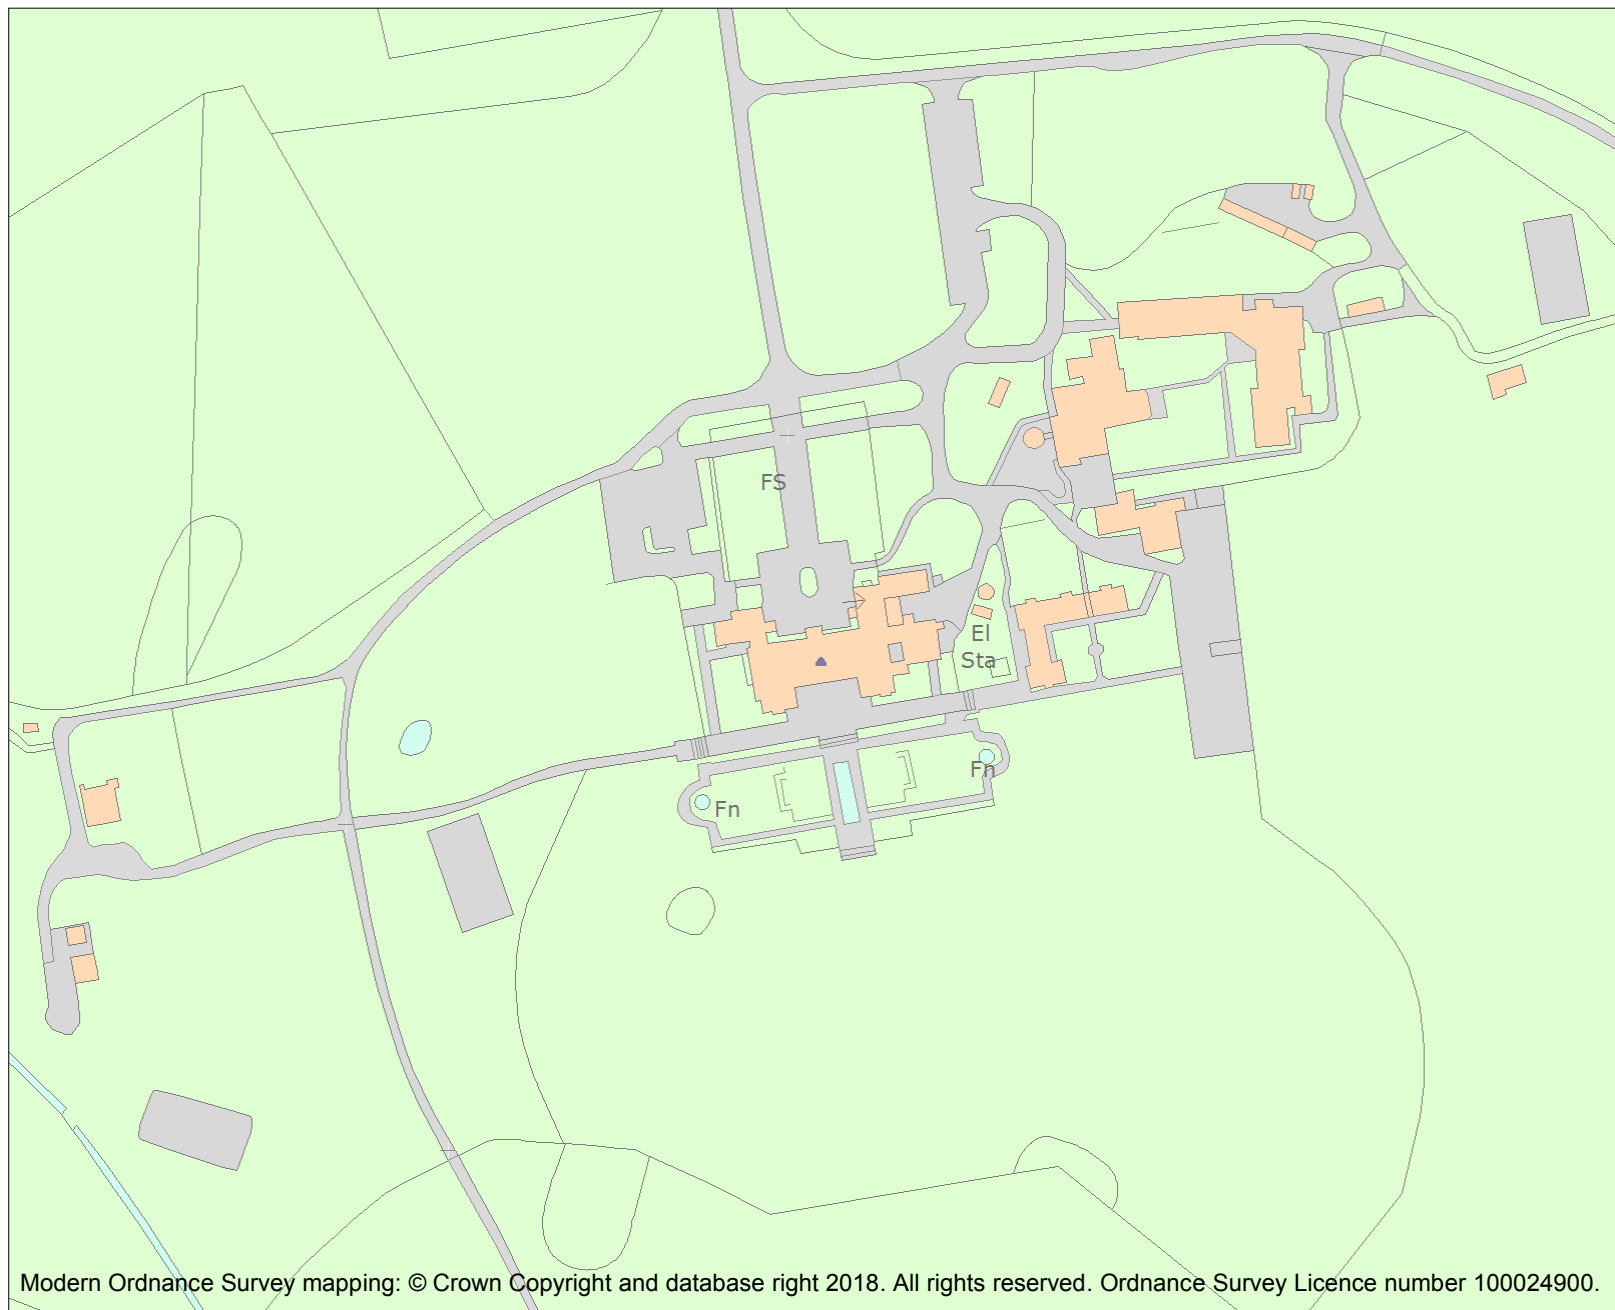 FS
El
Sta
Fn
Fn
Modern Ordnance Survey mapping: © Crown Copyright and database right 2018. All rights reserved. Ordnance Survey Licence number 100024900.